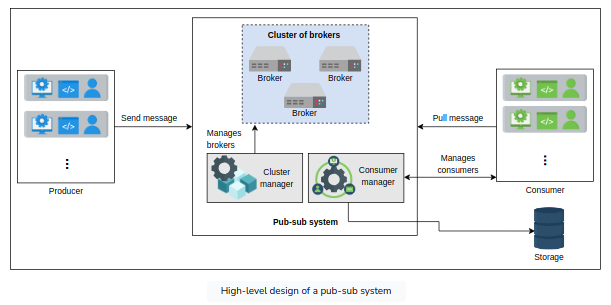 Cluster of brokers
Broker
Broker
Broker
Send message
Pull message
Manages
brokers
Cluster
manager
Consumer
manager
Manages
consumers
Producer
Consumer
Pub-sub system
Storage
High-level design of a pub-sub system